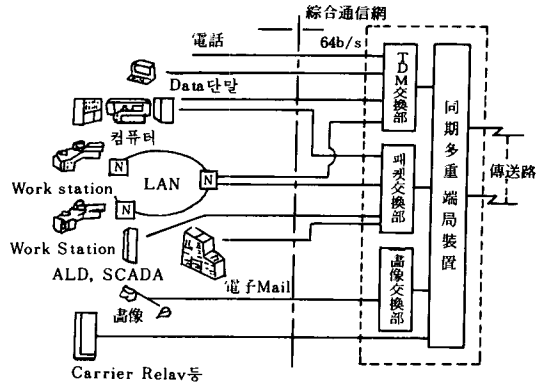 綜合通信網
電話
64b/s
Data단말
컴퓨터
N
N
LAN
Work station
N
Work Station
ALD, SCADA
電子Mail
畵像
Carrier Relav등
TDM交換部
패킷交換部
畵像交換部
同期多重端局裝置
傳送路